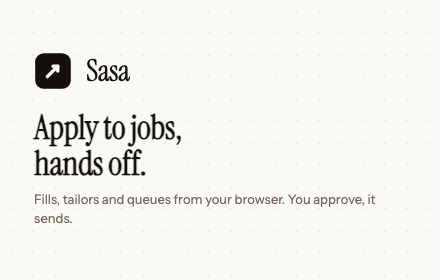 Sasa
Apply to jobs,
hands off.
Fills, tailors and queues from your browser. You approve, it
sends.